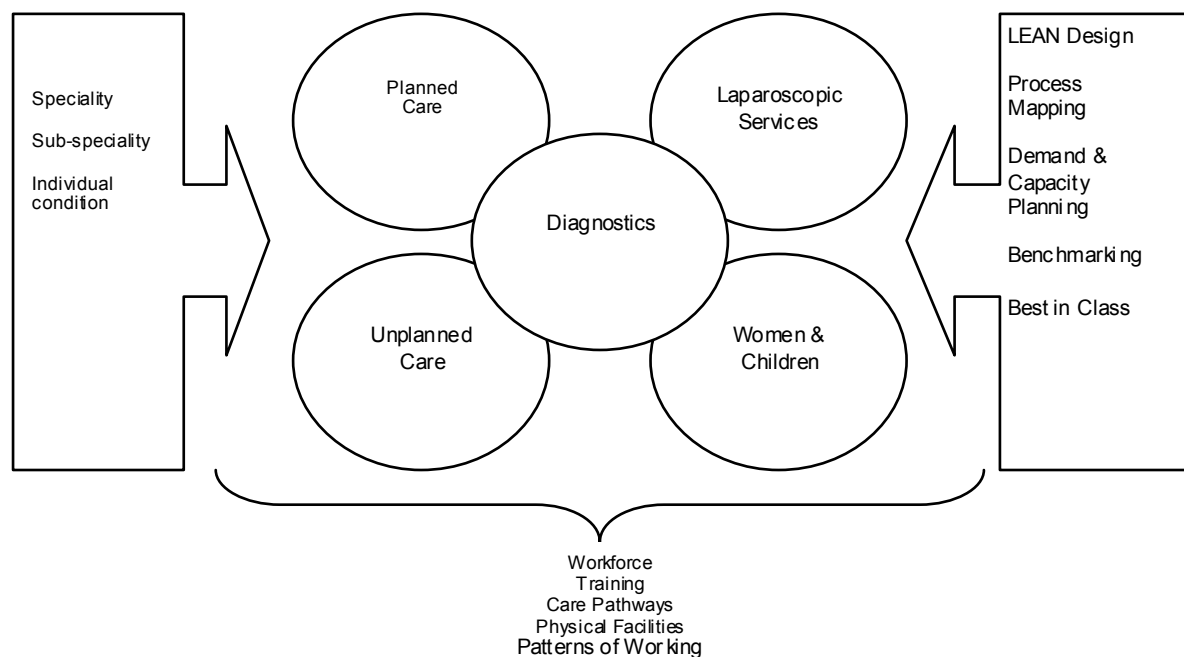 Speciality
Sub-speciality
Individual
condition
Planned
Care
Laparoscopic
Services
Diagnostics
Unplanned
Care
Women &
Children
LEAN Design
Process
Mapping
Demand &
Capacity
Planning
Benchmarking
Best in Class
Workforce
Training
Care Pathways
Physical Facilities
Patterns of Working